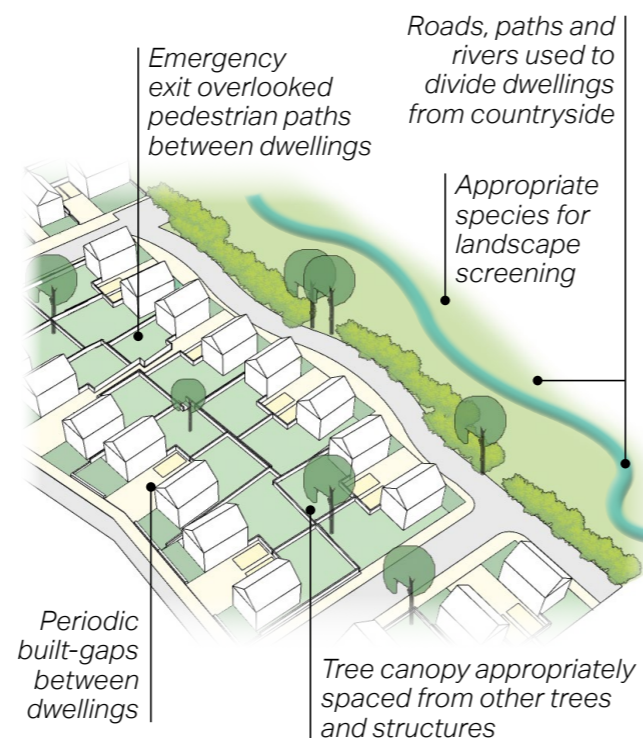 Emergency
exit overlooked
pedestrian paths
between dwellings
Roads, paths and
rivers used to
divide dwellings
from countryside
Appropriate
species for
landscape
screening
Periodic
built-gaps
between
dwellings
Tree canopy appropriately
spaced from other trees
and structures